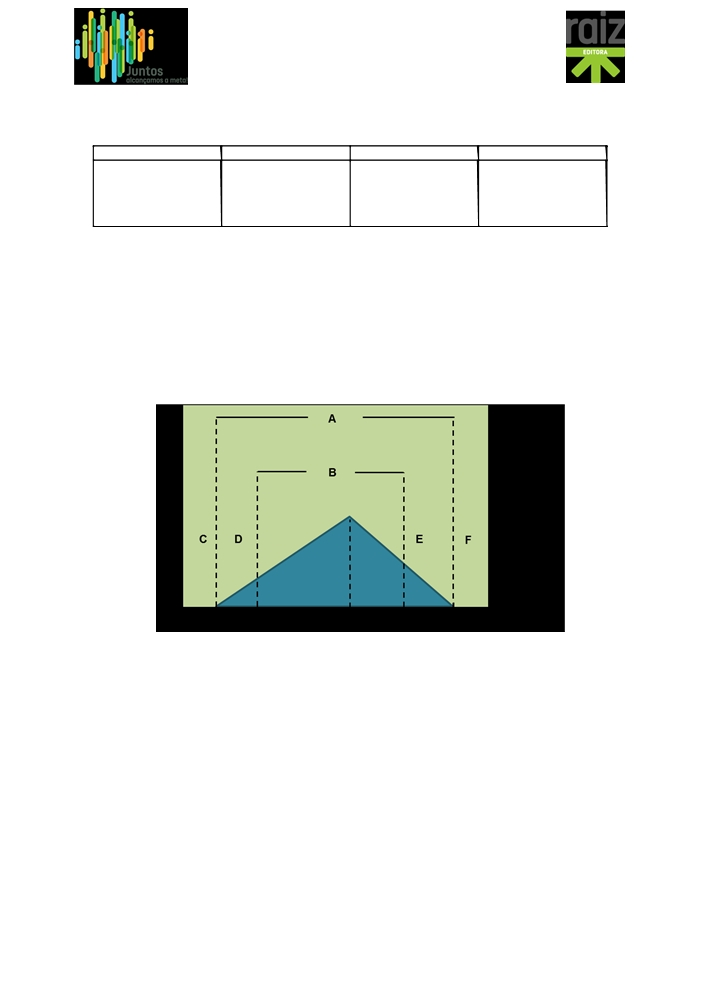 Juntos
alcançamos a meta!
raiz
EDITORA
A
B
C D E F